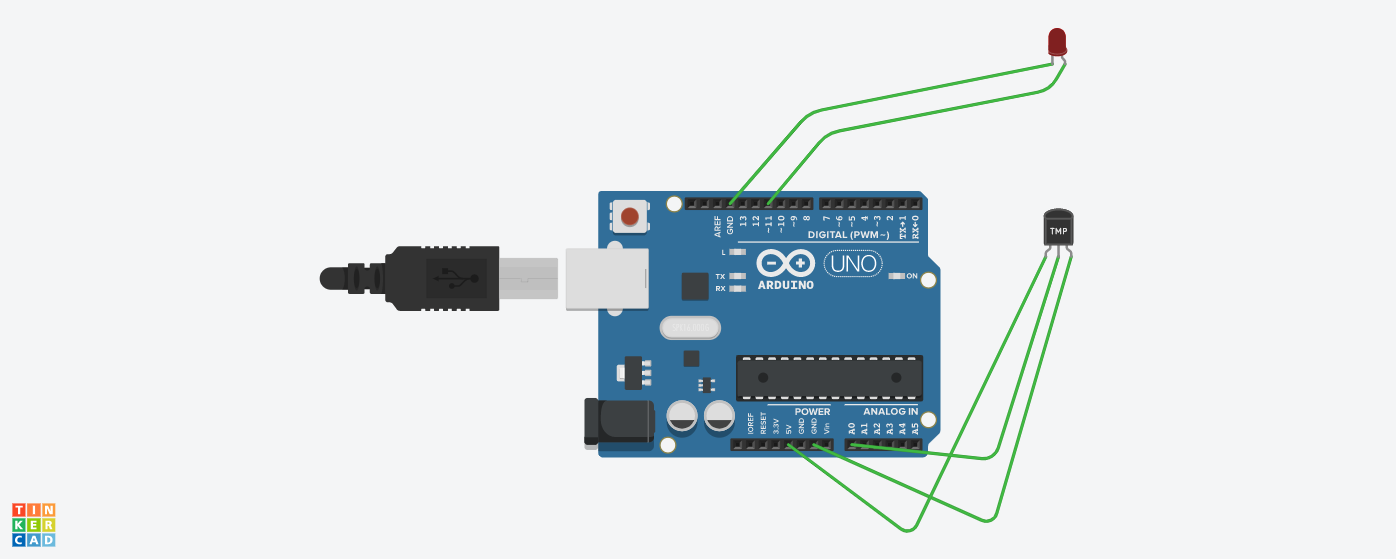 TMP
AREF
GND
13
12
~11
~10
~9
8
7
~6
~5
4
~3
2
TX→1
RX←0
DIGITAL (PWM~)
L
TX
RX
ARDUINO
UNO
ON
POWER
ANALOG IN
IOREF
RESET
3.3V
5V
GND
GND
Vin
A0
A1
A2
A3
A4
A5
TIN
KER
CAD